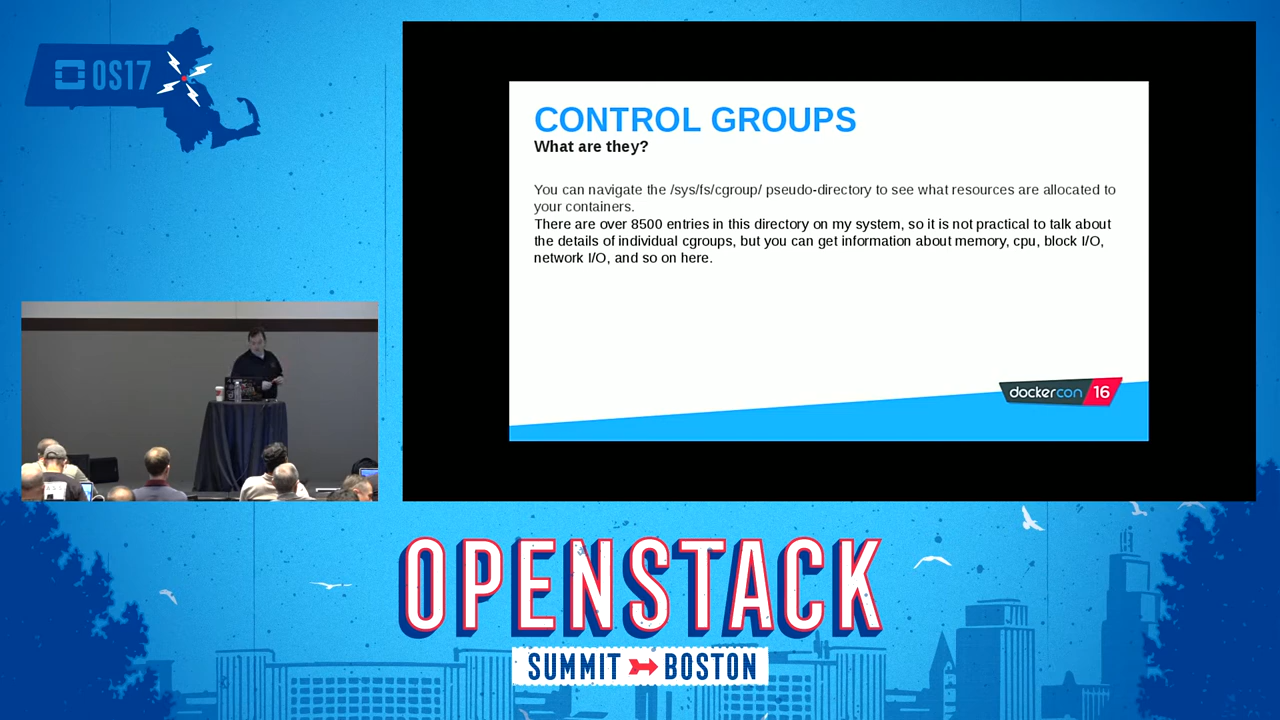 OS17
CONTROL GROUPS
What are they?
You can navigate the /sys/fs/cgroup/ pseudo-directory to see what resources are allocated to
your containers.
There are over 8500 entries in this directory on my system, so it is not practical to talk about
the details of individual cgroups, but you can get information about memory, cpu, block I/O,
network I/O, and so on here.
dockercon 16
OPENSTACK
SUMMIT BOSTON